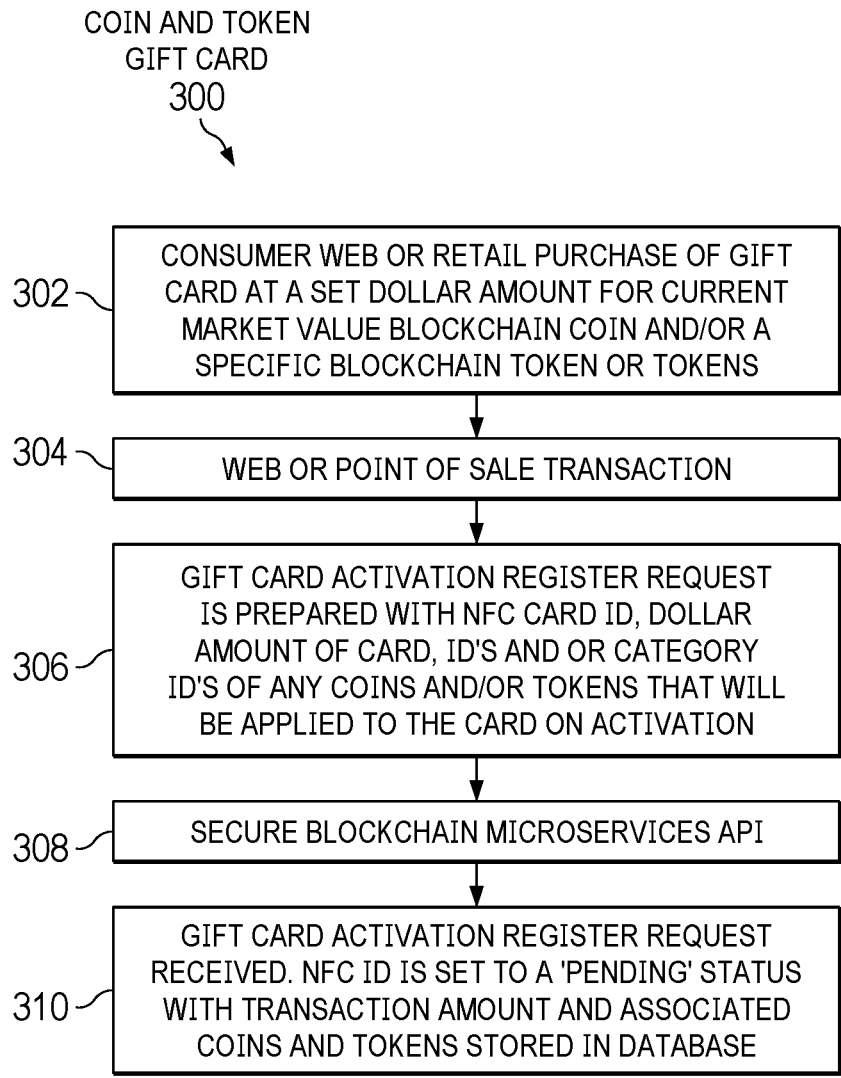 COIN AND TOKEN
GIFT CARD
300
302
CONSUMER WEB OR RETAIL PURCHASE OF GIFT
CARD AT A SET DOLLAR AMOUNT FOR CURRENT
MARKET VALUE BLOCKCHAIN COIN AND/OR A
SPECIFIC BLOCKCHAIN TOKEN OR TOKENS
304
WEB OR POINT OF SALE TRANSACTION
306
GIFT CARD ACTIVATION REGISTER REQUEST
IS PREPARED WITH NFC CARD ID, DOLLAR
AMOUNT OF CARD, ID'S AND OR CATEGORY
ID'S OF ANY COINS AND/OR TOKENS THAT WILL
BE APPLIED TO THE CARD ON ACTIVATION
308
SECURE BLOCKCHAIN MICROSERVICES API
310
GIFT CARD ACTIVATION REGISTER REQUEST
RECEIVED. NFC ID IS SET TO A 'PENDING' STATUS
WITH TRANSACTION AMOUNT AND ASSOCIATED
COINS AND TOKENS STORED IN DATABASE